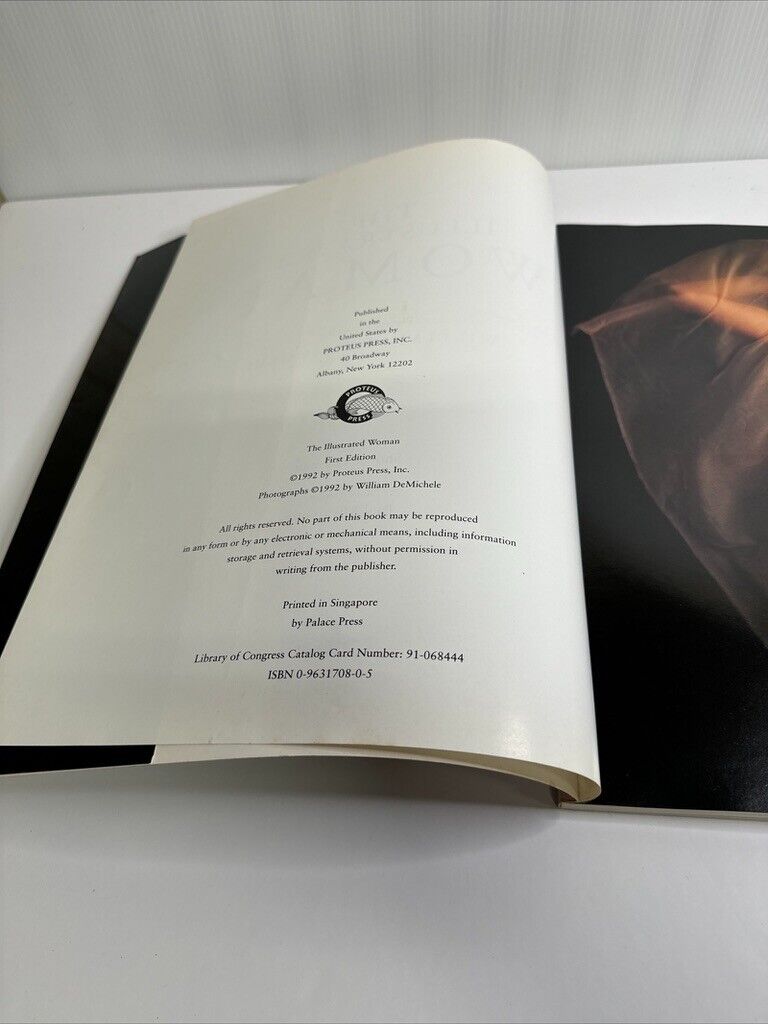 Published
in the
United States by
PROTEUS PRESS, INC.
40 Broadway
Albany, New York 12202
PROTEUS
PRESS
The Illustrated Woman
First Edition
©1992 by Proteus Press, Inc.
Photographs ©1992 by William DeMichele
All rights reserved. No part of this book may be reproduced
in any form or by any electronic or mechanical means, including information
storage and retrieval systems, without permission in
writing from the publisher.
Printed in Singapore
by Palace Press
Library of Congress Catalog Card Number: 91-068444
ISBN 0-9631708-0-5